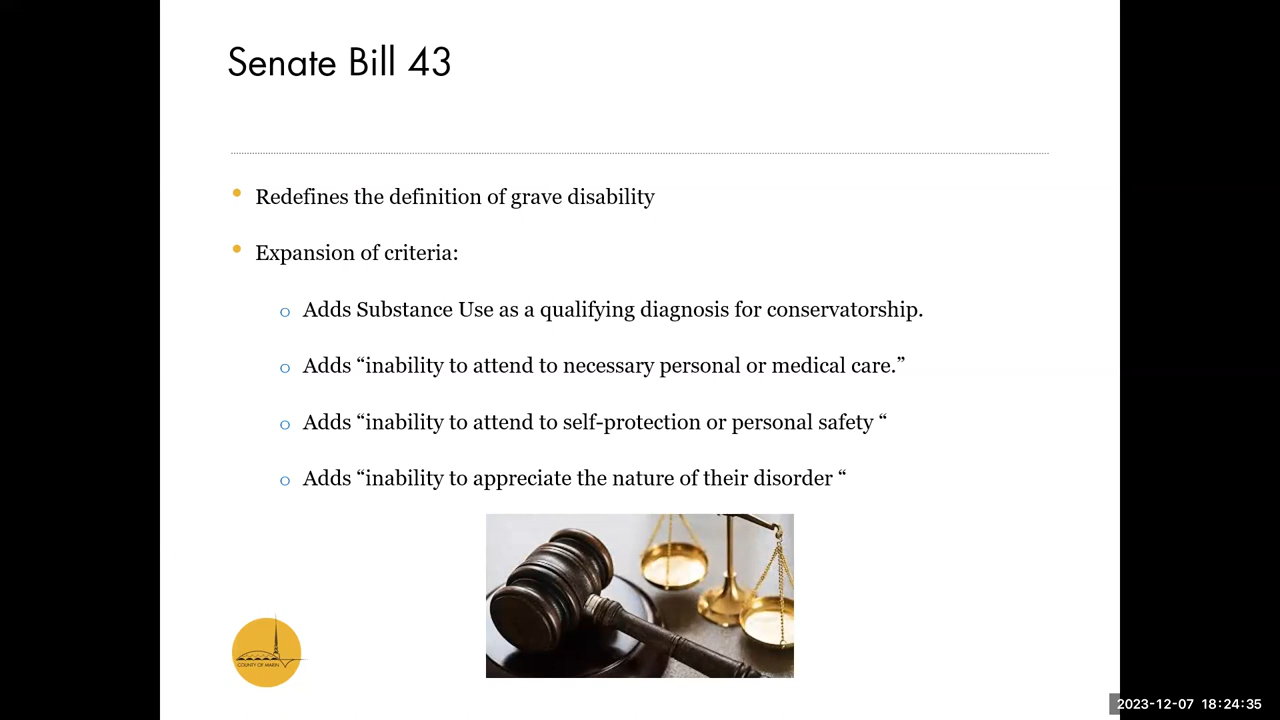 Senate Bill 43
• Redefines the definition of grave disability
• Expansion of criteria:
o Adds Substance Use as a qualifying diagnosis for conservatorship.
o Adds “inability to attend to necessary personal or medical care.”
o Adds “inability to attend to self-protection or personal safety “
o Adds “inability to appreciate the nature of their disorder “
COUNTY OF MARIN
2023-12-07 18:24:35